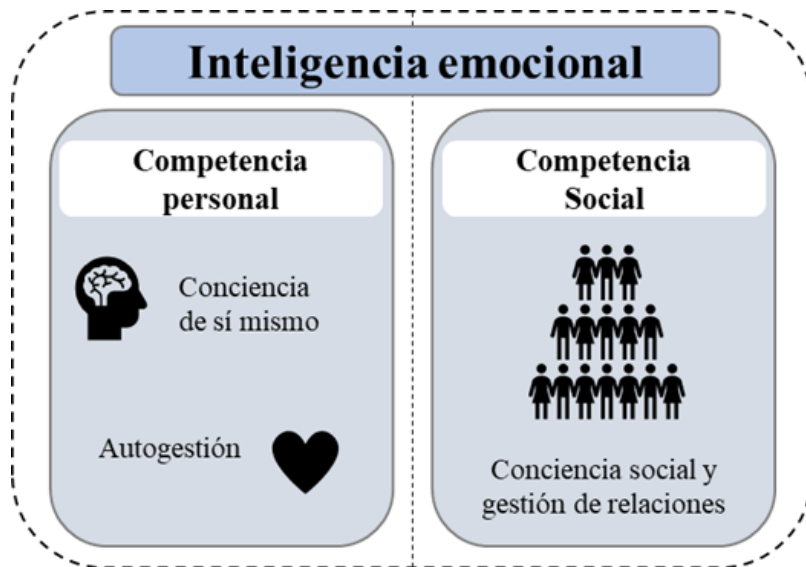 Inteligencia emocional
Competencia
personal
Conciencia
de sí mismo
Autogestión
Competencia
Social
Conciencia social y
gestión de relaciones